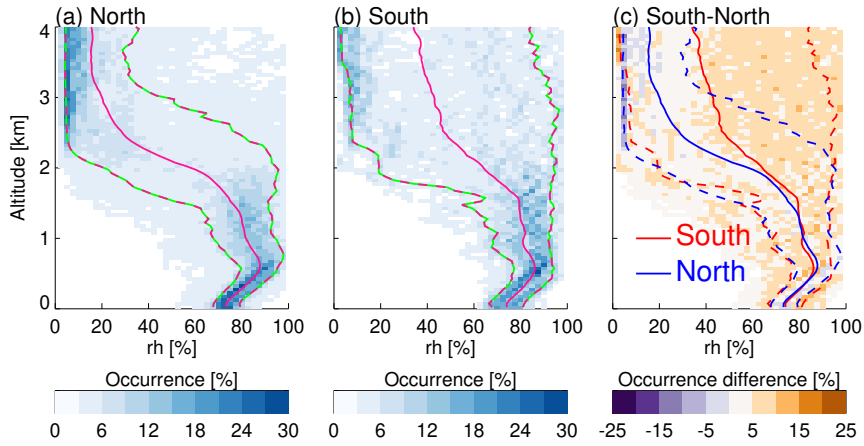 (a) North
(b) South
(c) South-North
Altitude [km]
4
3
2
1
0
0 20 40 60 80 100
0 20 40 60 80 100
0 20 40 60 80 100
rh [%]
rh [%]
rh [%]
South
North
Occurrence [%]
Occurrence [%]
Occurrence difference [%]
0 6 12 18 24 30
0 6 12 18 24 30
-25 -15 -5 5 15 25